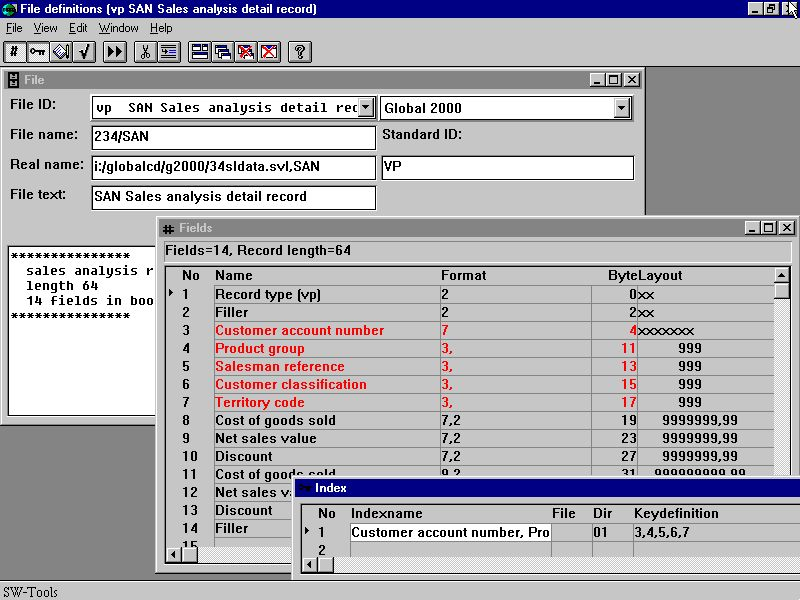 File definitions (vp SAN Sales analysis detail record)
File View Edit Window Help
File
File ID: vp SAN Sales analysis detail rec Global 2000
File name: 234/SAN Standard ID:
Real name: i:/globalcd/g2000/34sldata.svl,SAN VP
File text: SAN Sales analysis detail record
***************
sales analysis r
length 64
14 fields in boo
***************
Fields
Fields=14, Record length=64
No Name Format ByteLayout
1 Record type (vp) 2 0xx
2 Filler 2 2xx
3 Customer account number 7 4xxxxxxx
4 Product group 3, 11 999
5 Salesman reference 3, 13 999
6 Customer classification 3, 15 999
7 Territory code 3, 17 999
8 Cost of goods sold 7,2 19 9999999,99
9 Net sales value 7,2 23 9999999,99
10 Discount 7,2 27 9999999,99
11 Cost of goods sold 9,2 31 999999999,99
12 Net sales va
13 Discount
14 Filler
15
Index
No Indexname File Dir Keydefinition
1 Customer account number, Pro 01 3,4,5,6,7
2
SW-Tools